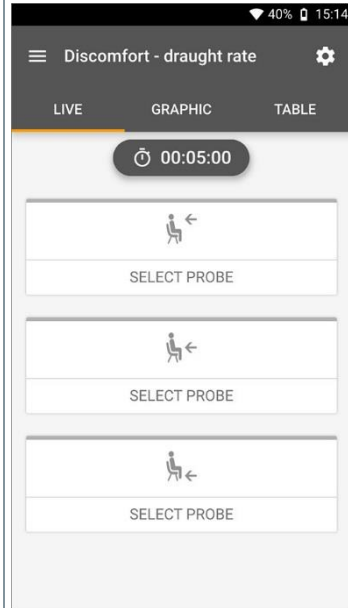 40% 15:14
Discomfort - draught rate
LIVE GRAPHIC TABLE
00:05:00
SELECT PROBE
SELECT PROBE
SELECT PROBE